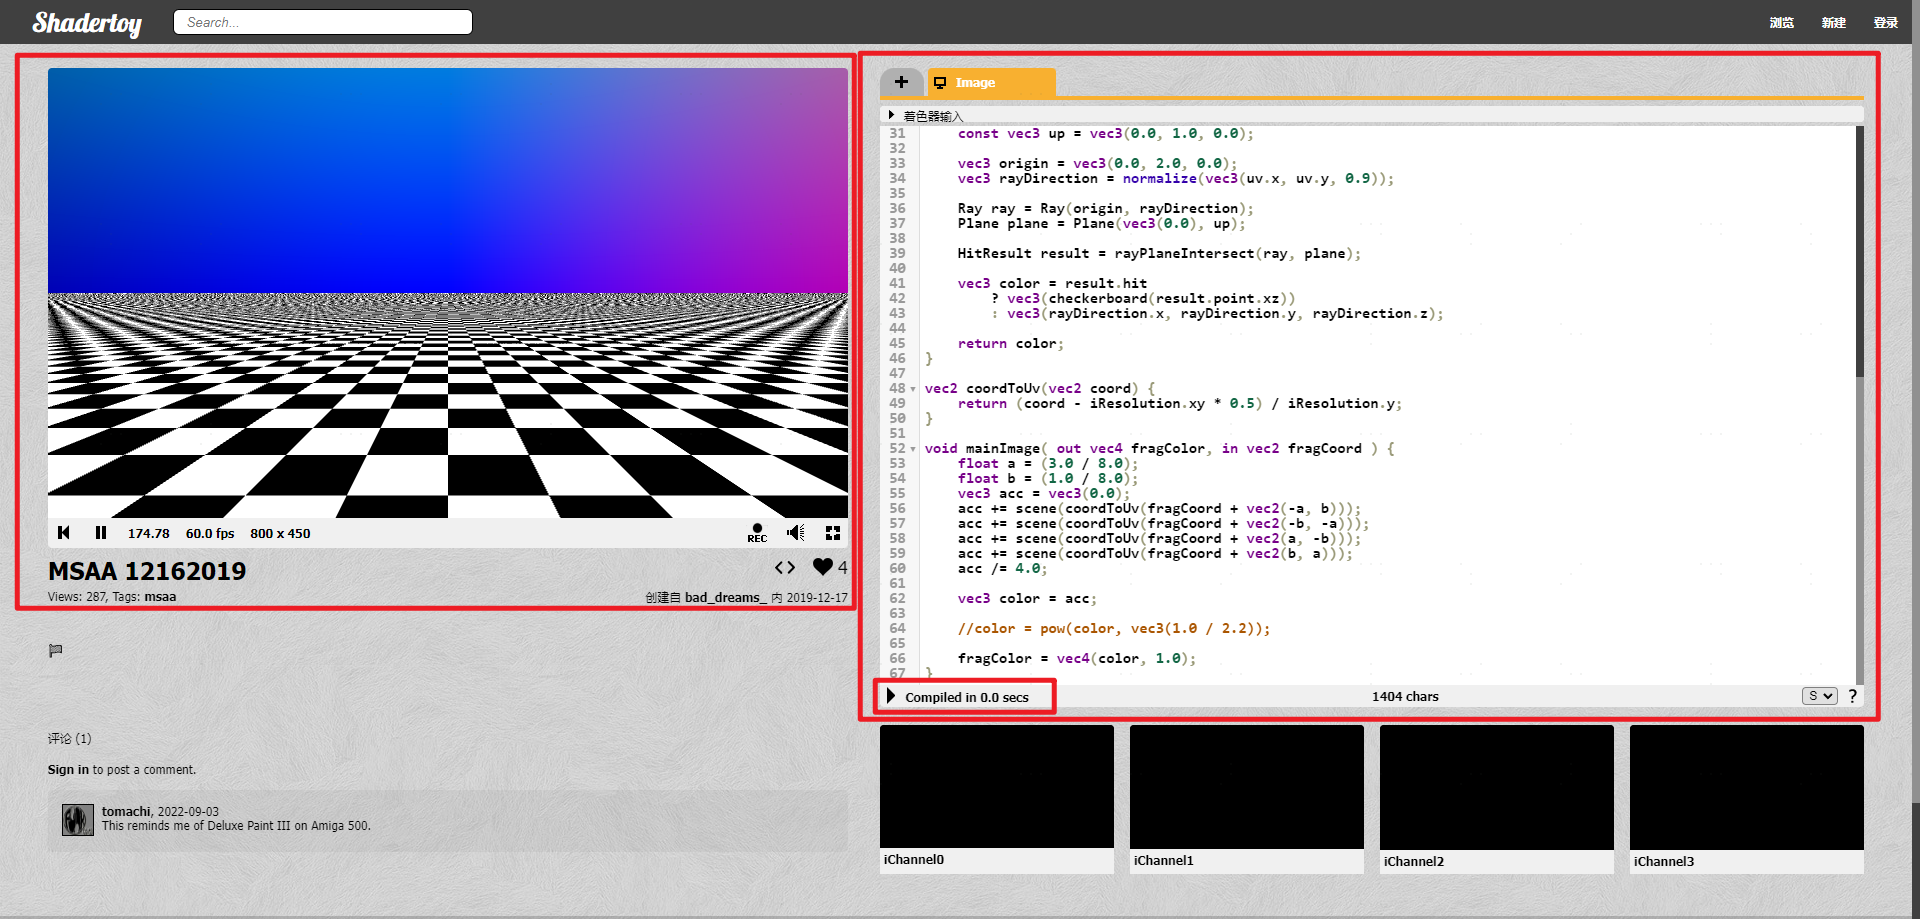 Shadertoy
Search...
浏览 新建 登录
174.78 60.0 fps 800 x 450
REC
MSAA 12162019
4
Views: 287, Tags: msaa
创建自 bad_dreams_ 内 2019-12-17
评论 (1)
Sign in to post a comment.
tomachi, 2022-09-03
This reminds me of Deluxe Paint III on Amiga 500.
+ Image
着色器输入
31 const vec3 up = vec3(0.0, 1.0, 0.0);
32
33 vec3 origin = vec3(0.0, 2.0, 0.0);
34 vec3 rayDirection = normalize(vec3(uv.x, uv.y, 0.9));
35
36 Ray ray = Ray(origin, rayDirection);
37 Plane plane = Plane(vec3(0.0), up);
38
39 HitResult result = rayPlaneIntersect(ray, plane);
40
41 vec3 color = result.hit
42 ? vec3(checkerboard(result.point.xz))
43 : vec3(rayDirection.x, rayDirection.y, rayDirection.z);
44
45 return color;
46 }
47
48 vec2 coordToUv(vec2 coord) {
49 return (coord - iResolution.xy * 0.5) / iResolution.y;
50 }
51
52 void mainImage( out vec4 fragColor, in vec2 fragCoord ) {
53 float a = (3.0 / 8.0);
54 float b = (1.0 / 8.0);
55 vec3 acc = vec3(0.0);
56 acc += scene(coordToUv(fragCoord + vec2(-a, b)));
57 acc += scene(coordToUv(fragCoord + vec2(-b, -a)));
58 acc += scene(coordToUv(fragCoord + vec2(a, -b)));
59 acc += scene(coordToUv(fragCoord + vec2(b, a)));
60 acc /= 4.0;
61
62 vec3 color = acc;
63
64 //color = pow(color, vec3(1.0 / 2.2));
65
66 fragColor = vec4(color, 1.0);
67 }
Compiled in 0.0 secs 1404 chars S ?
iChannel0 iChannel1 iChannel2 iChannel3